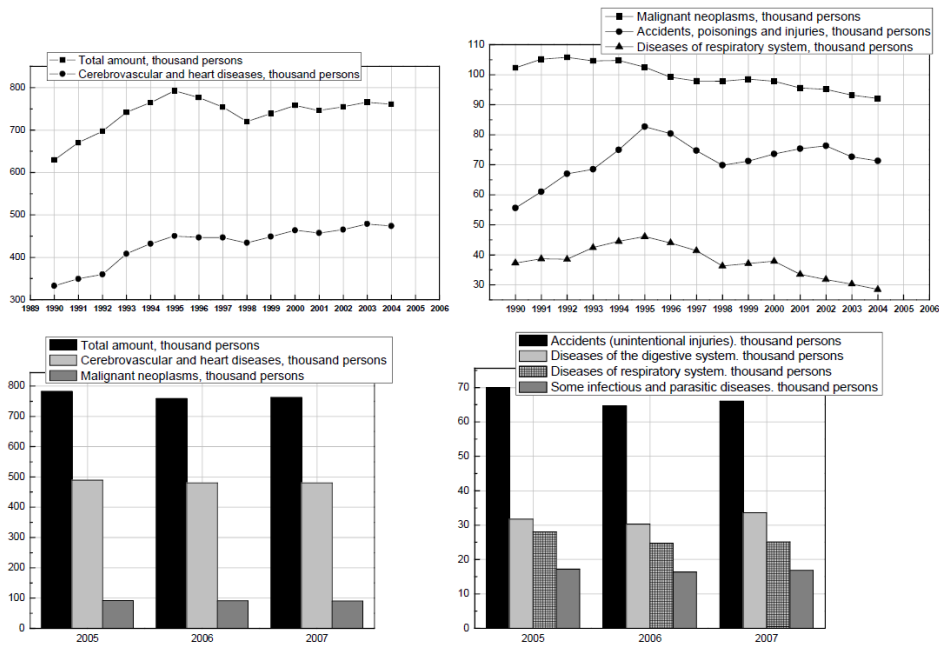 Total amount, thousand persons
Cerebrovascular and heart diseases, thousand persons
800
700
600
500
400
300
1989 1990 1991 1992 1993 1994 1995 1996 1997 1998 1999 2000 2001 2002 2003 2004 2005 2006
Malignant neoplasms, thousand persons
Accidents, poisonings and injuries, thousand persons
Diseases of respiratory system, thousand persons
110
100
90
80
70
60
50
40
30
1990 1991 1992 1993 1994 1995 1996 1997 1998 1999 2000 2001 2002 2003 2004 2005 2006
Total amount, thousand persons
Cerebrovascular and heart diseases, thousand persons
Malignant neoplasms, thousand persons
800
700
600
500
400
300
200
100
0
2005 2006 2007
Accidents (unintentional injuries). thousand persons
Diseases of the digestive system. thousand persons
Diseases of respiratory system. thousand persons
Some infectious and parasitic diseases. thousand persons
70
60
50
40
30
20
10
0
2005 2006 2007